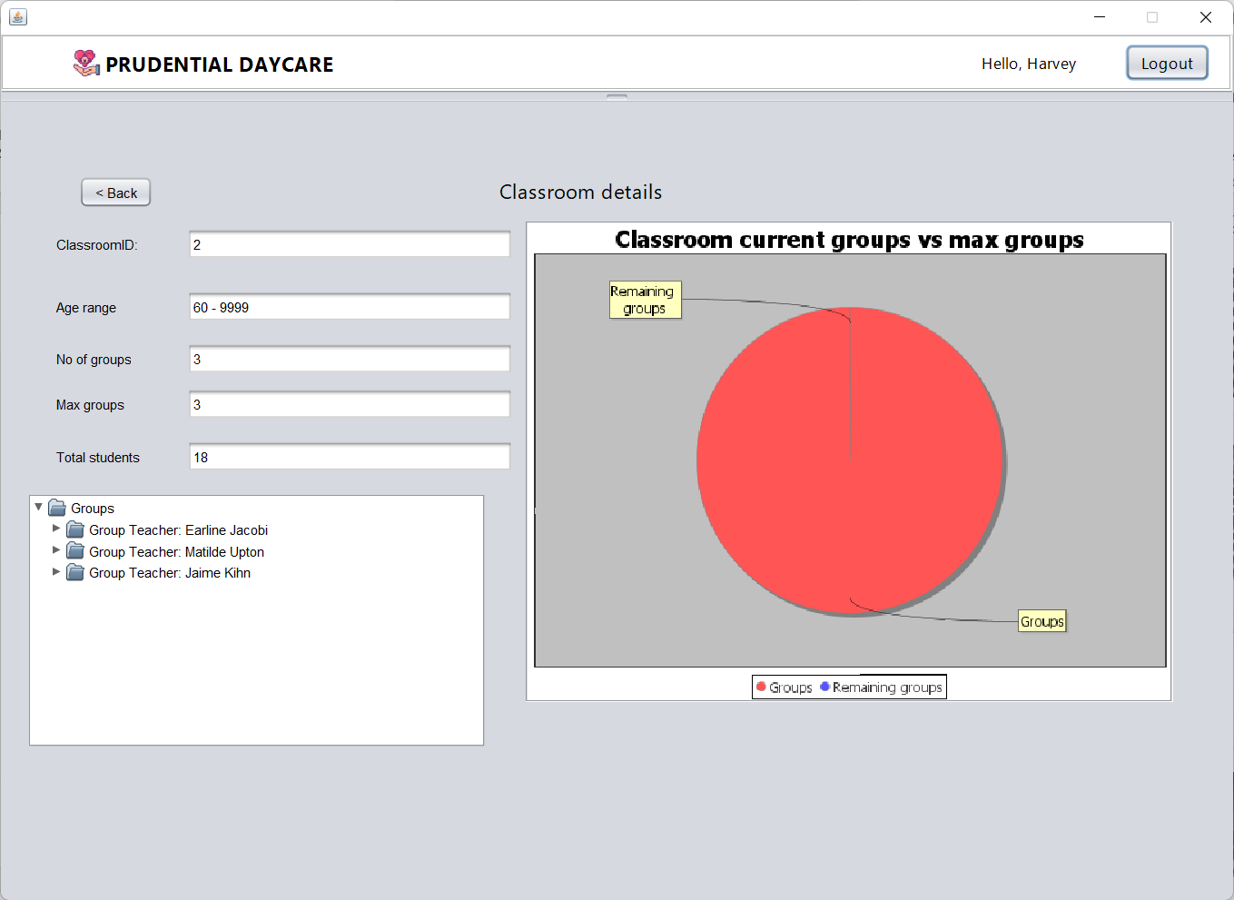 PRUDENTIAL DAYCARE
Hello, Harvey
Logout
< Back
Classroom details
ClassroomID:
2
Age range
60 - 9999
No of groups
3
Max groups
3
Total students
18
Groups
Group Teacher: Earline Jacobi
Group Teacher: Matilde Upton
Group Teacher: Jaime Kihn
Classroom current groups vs max groups
Remaining
groups
Groups
Groups
Remaining groups